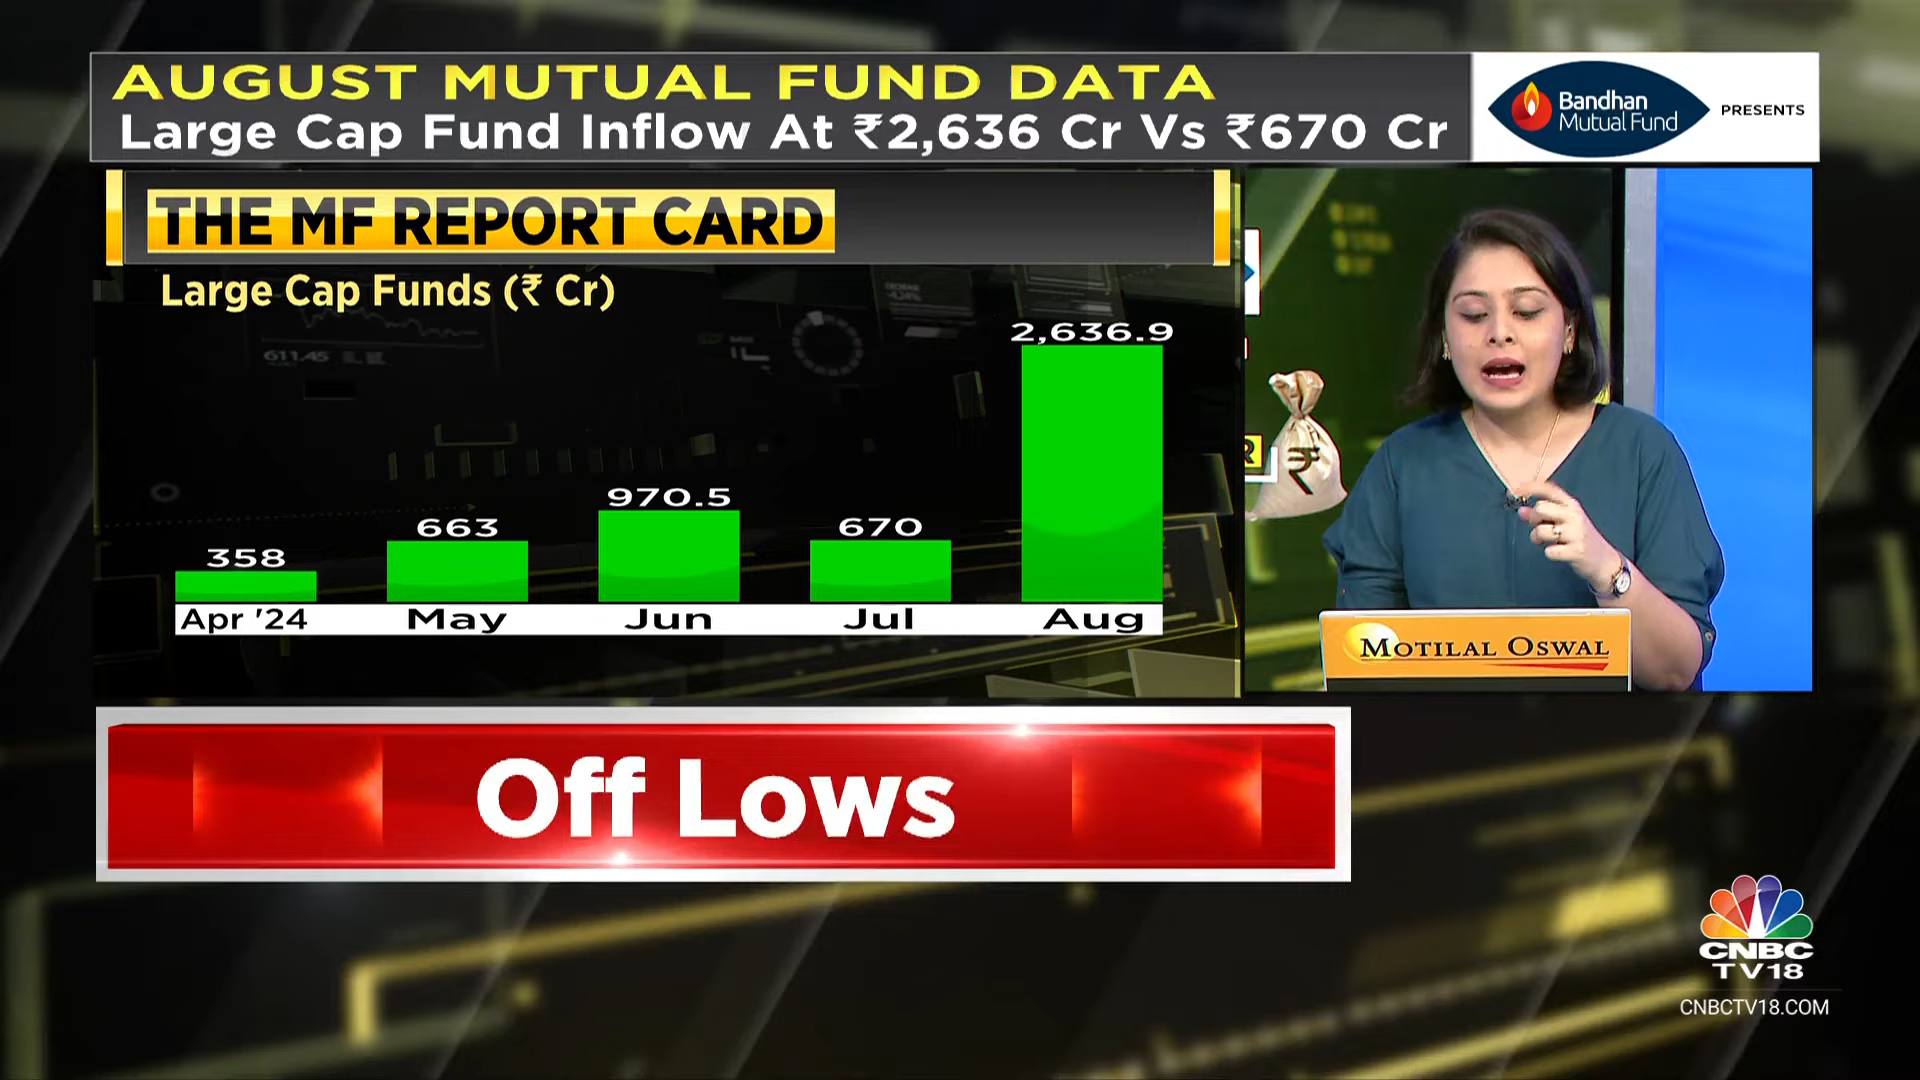 AUGUST MUTUAL FUND DATA
Large Cap Fund Inflow At ₹2,636 Cr Vs ₹670 Cr
Bandhan
Mutual Fund
PRESENTS
THE MF REPORT CARD
Large Cap Funds (₹ Cr)
611.45
358
663
970.5
670
2,636.9
Apr '24
May
Jun
Jul
Aug
R
₹
MOTILAL OSWAL
Off Lows
CNBC
TV18
CNBCTV18.COM